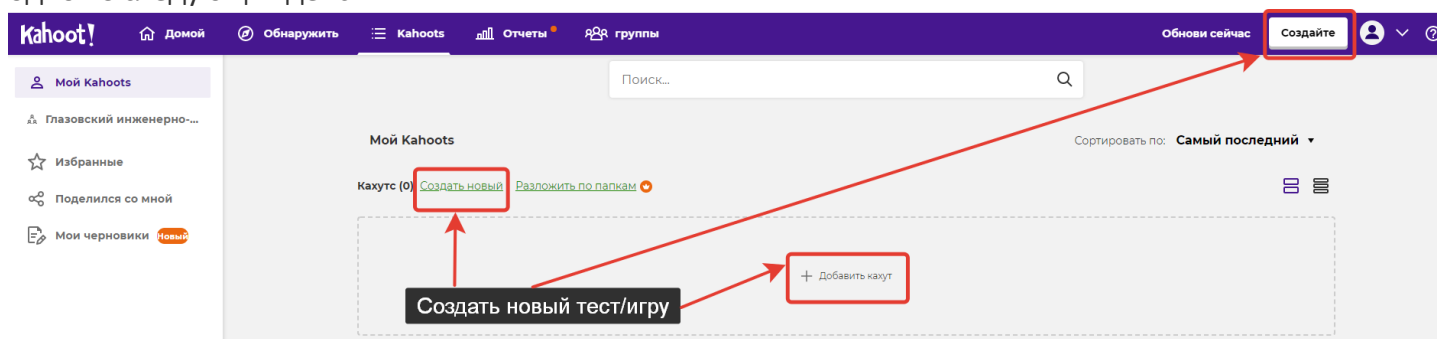 Kahoot!
Домой
Обнаружить
Kahoots
Отчеты
группы
Обнови сейчас
Создайте
Мой Kahoots
Поиск...
Глазовский инженерно-...
Избранные
Поделился со мной
Мои черновики Новый
Мой Kahoots
Сортировать по: Самый последний
Кахутс (0) Создать новый Разложить по папкам
+ Добавить кахут
Создать новый тест/игру